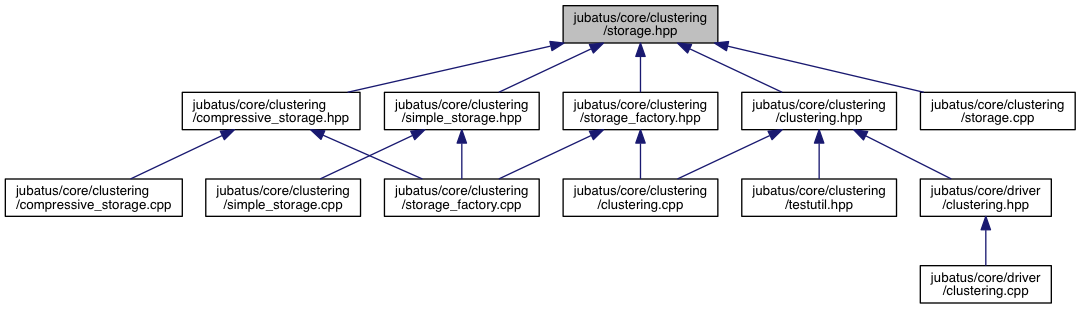 jubatus/core/clustering
/storage.hpp
jubatus/core/clustering
/compressive_storage.hpp
jubatus/core/clustering
/simple_storage.hpp
jubatus/core/clustering
/storage_factory.hpp
jubatus/core/clustering
/clustering.hpp
jubatus/core/clustering
/storage.cpp
jubatus/core/clustering
/compressive_storage.cpp
jubatus/core/clustering
/simple_storage.cpp
jubatus/core/clustering
/storage_factory.cpp
jubatus/core/clustering
/clustering.cpp
jubatus/core/clustering
/testutil.hpp
jubatus/core/driver
/clustering.hpp
jubatus/core/driver
/clustering.cpp